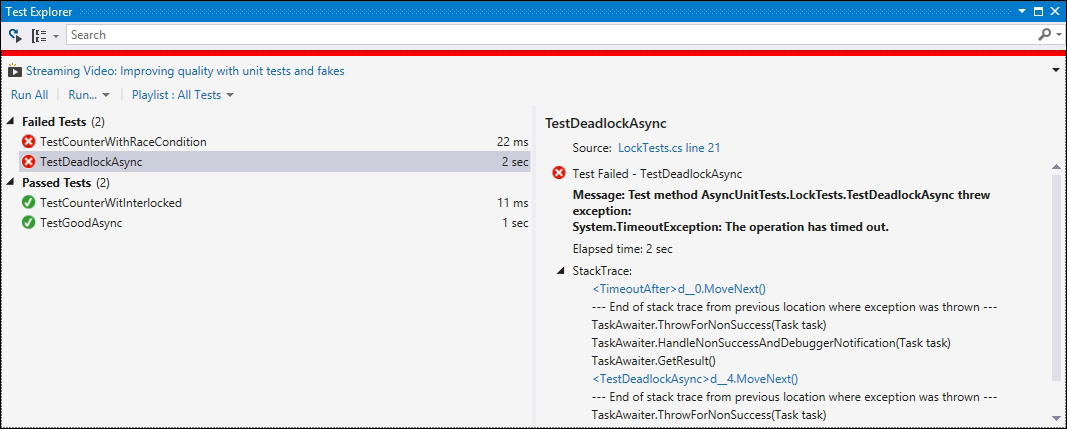 Test Explorer
Search
Streaming Video: Improving quality with unit tests and fakes
Run All | Run... | Playlist : All Tests
Failed Tests (2)
TestCounterWithRaceCondition 22 ms
TestDeadlockAsync 2 sec
Passed Tests (2)
TestCounterWitInterlocked 11 ms
TestGoodAsync 1 sec
TestDeadlockAsync
Source: LockTests.cs line 21
Test Failed - TestDeadlockAsync
Message: Test method AsyncUnitTests.LockTests.TestDeadlockAsync threw
exception:
System.TimeoutException: The operation has timed out.
Elapsed time: 2 sec
StackTrace:
<TimeoutAfter>d__0.MoveNext()
--- End of stack trace from previous location where exception was thrown ---
TaskAwaiter.ThrowForNonSuccess(Task task)
TaskAwaiter.HandleNonSuccessAndDebuggerNotification(Task task)
TaskAwaiter.GetResult()
<TestDeadlockAsync>d__4.MoveNext()
--- End of stack trace from previous location where exception was thrown ---
TaskAwaiter.ThrowForNonSuccess(Task task)